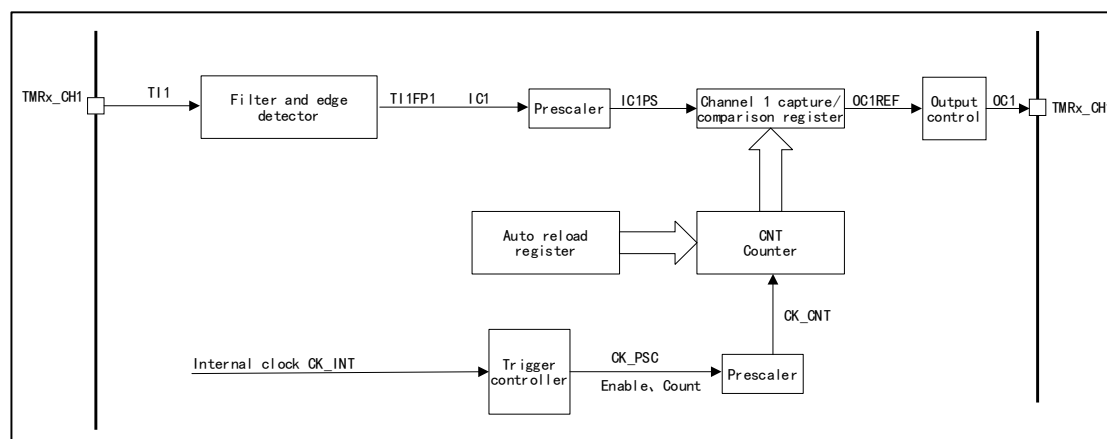 TMRx_CH1
TI1
Filter and edge
detector
TI1FP1
IC1
Prescaler
IC1PS
Channel 1 capture/
comparison register
OC1REF
Output
control
OC1
TMRx_CH
Auto reload
register
CNT
Counter
CK_CNT
Internal clock CK_INT
Trigger
controller
CK_PSC
Enable、Count
Prescaler